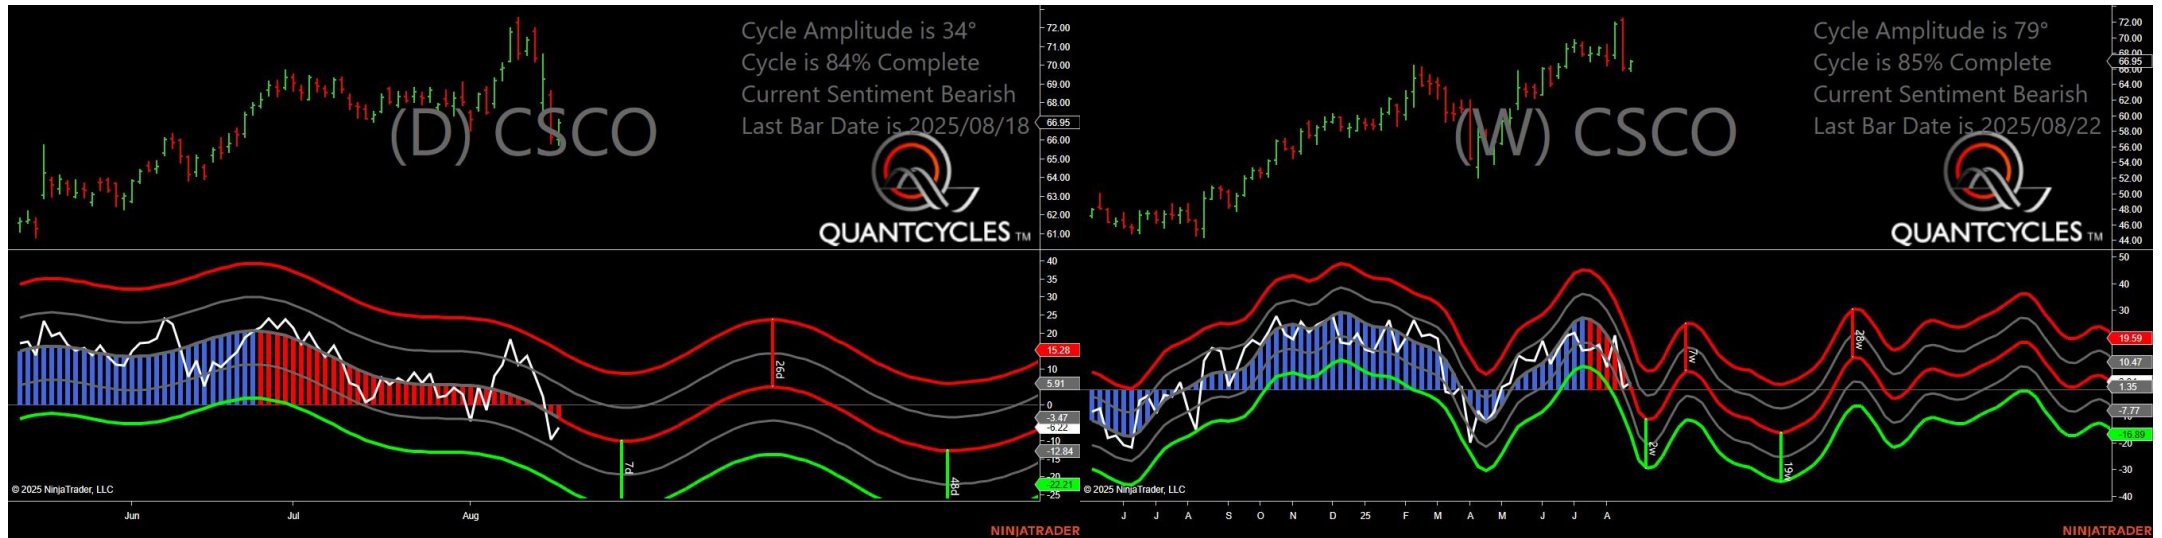 Cycle Amplitude is 34°
Cycle is 84% Complete
Current Sentiment Bearish
Last Bar Date is 2025/08/18
(D) CSCO
QUANTCYCLES TM
72.00
71.00
70.00
69.00
68.00
66.95
66.00
65.00
64.00
63.00
62.00
61.00
40
35
30
25
20
15.28
10
5.91
0
-3.47
-6.22
-10
-12.84
-15
-22.21
-25
26d
7d
48d
© 2025 NinjaTrader, LLC
Jun
Jul
Aug
NINJATRADER
Cycle Amplitude is 79°
Cycle is 85% Complete
Current Sentiment Bearish
Last Bar Date is 2025/08/22
(W) CSCO
QUANTCYCLES TM
72.00
70.00
68.00
66.95
66.00
64.00
62.00
60.00
58.00
56.00
54.00
52.00
50.00
48.00
46.00
44.00
50
40
30
19.59
10.47
1.35
-7.77
-16.89
-20
-30
-40
7w
28w
2w
19w
© 2025 NinjaTrader, LLC
J
J
A
S
O
N
D
25
F
M
A
M
J
J
A
NINJATRADER